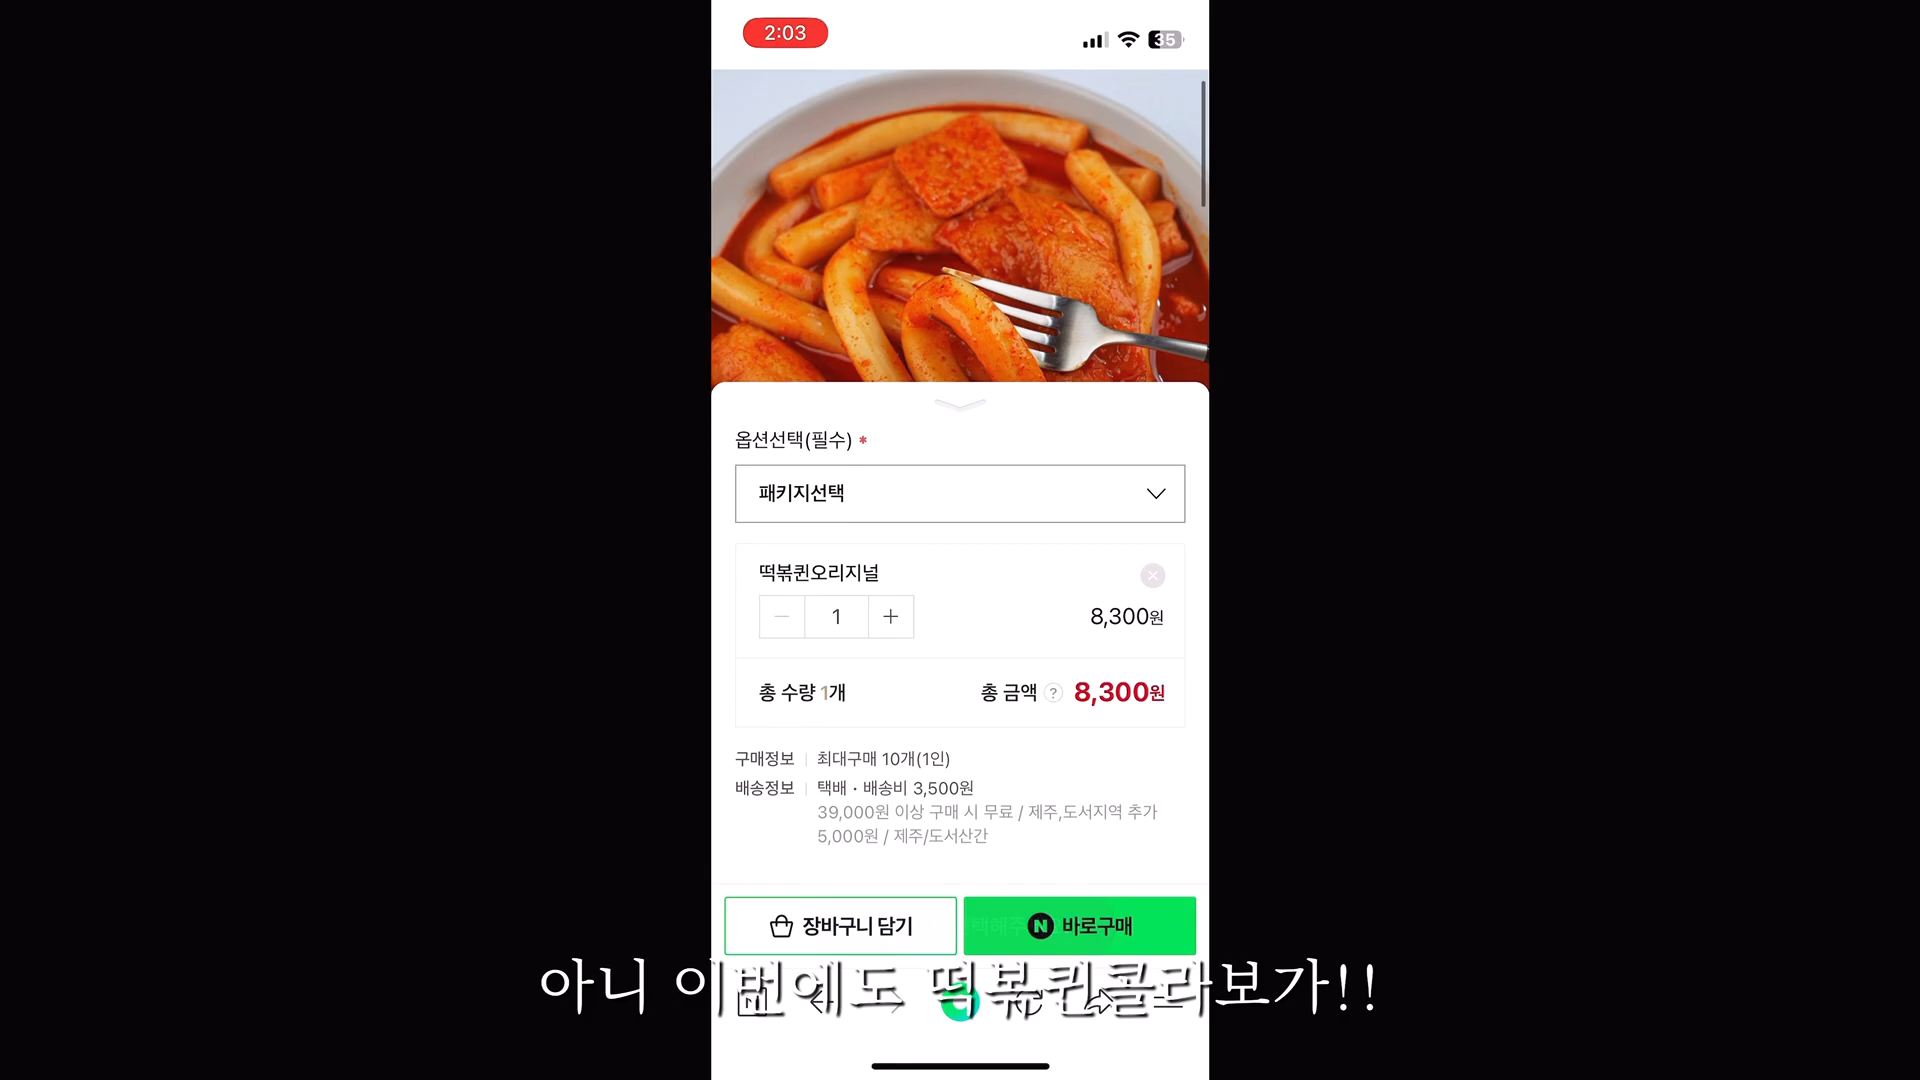 2:03
35
옵션선택(필수) *
패키지선택
떡볶퀸오리지널
1
8,300원
총 수량 1개
총 금액 ? 8,300원
구매정보 최대구매 10개(1인)
배송정보 택배 · 배송비 3,500원
39,000원 이상 구매 시 무료 / 제주,도서지역 추가
5,000원 / 제주/도서산간
장바구니 담기
N 바로구매
아니 이번에도 떡볶퀸콜라보가!!